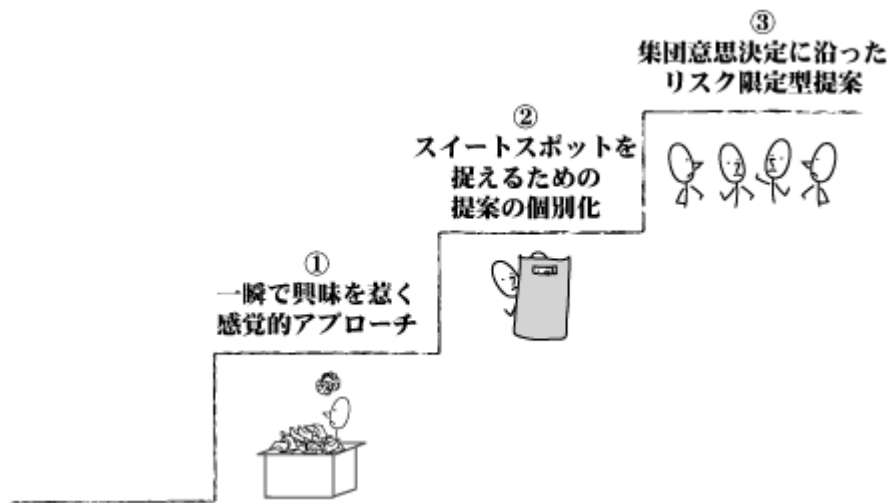 ①
一瞬で興味を惹く
感覚的アプローチ
②
スイートスポットを
捉えるための
提案の個別化
③
集団意思決定に沿った
リスク限定型提案